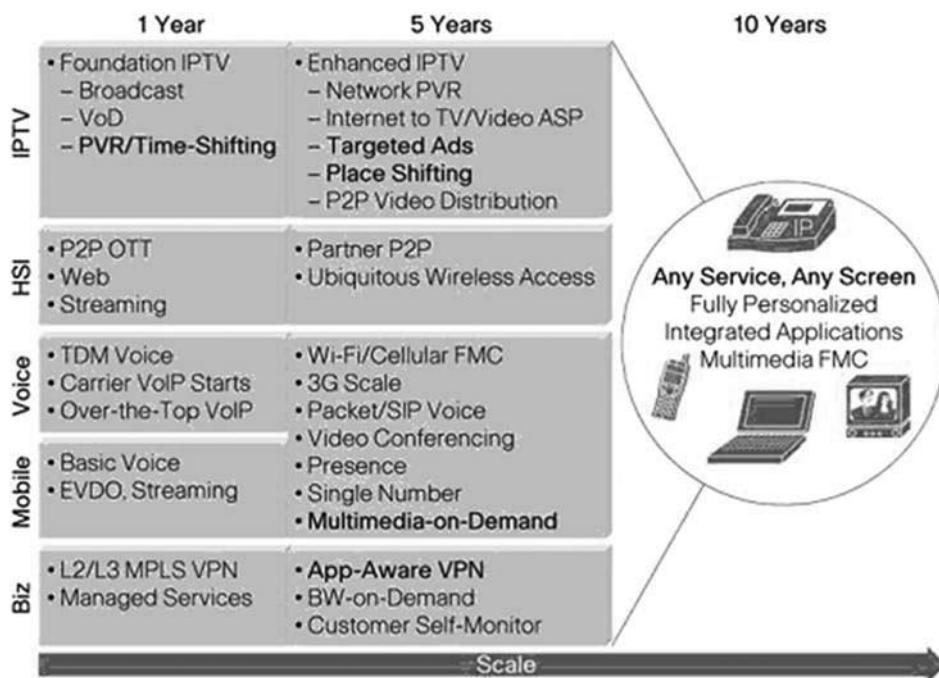 1 Year
5 Years
10 Years
IPTV
• Foundation IPTV
– Broadcast
– VoD
– PVR/Time-Shifting
• Enhanced IPTV
– Network PVR
– Internet to TV/Video ASP
– Targeted Ads
– Place Shifting
– P2P Video Distribution
HSI
• P2P OTT
• Web
• Streaming
• Partner P2P
• Ubiquitous Wireless Access
Voice
• TDM Voice
• Carrier VoIP Starts
• Over-the-Top VoIP
• Wi-Fi/Cellular FMC
• 3G Scale
• Packet/SIP Voice
• Video Conferencing
• Presence
• Single Number
• Multimedia-on-Demand
Mobile
• Basic Voice
• EVDO, Streaming
Biz
• L2/L3 MPLS VPN
• Managed Services
• App-Aware VPN
• BW-on-Demand
• Customer Self-Monitor
IP
Any Service, Any Screen
Fully Personalized
Integrated Applications
Multimedia FMC
Scale